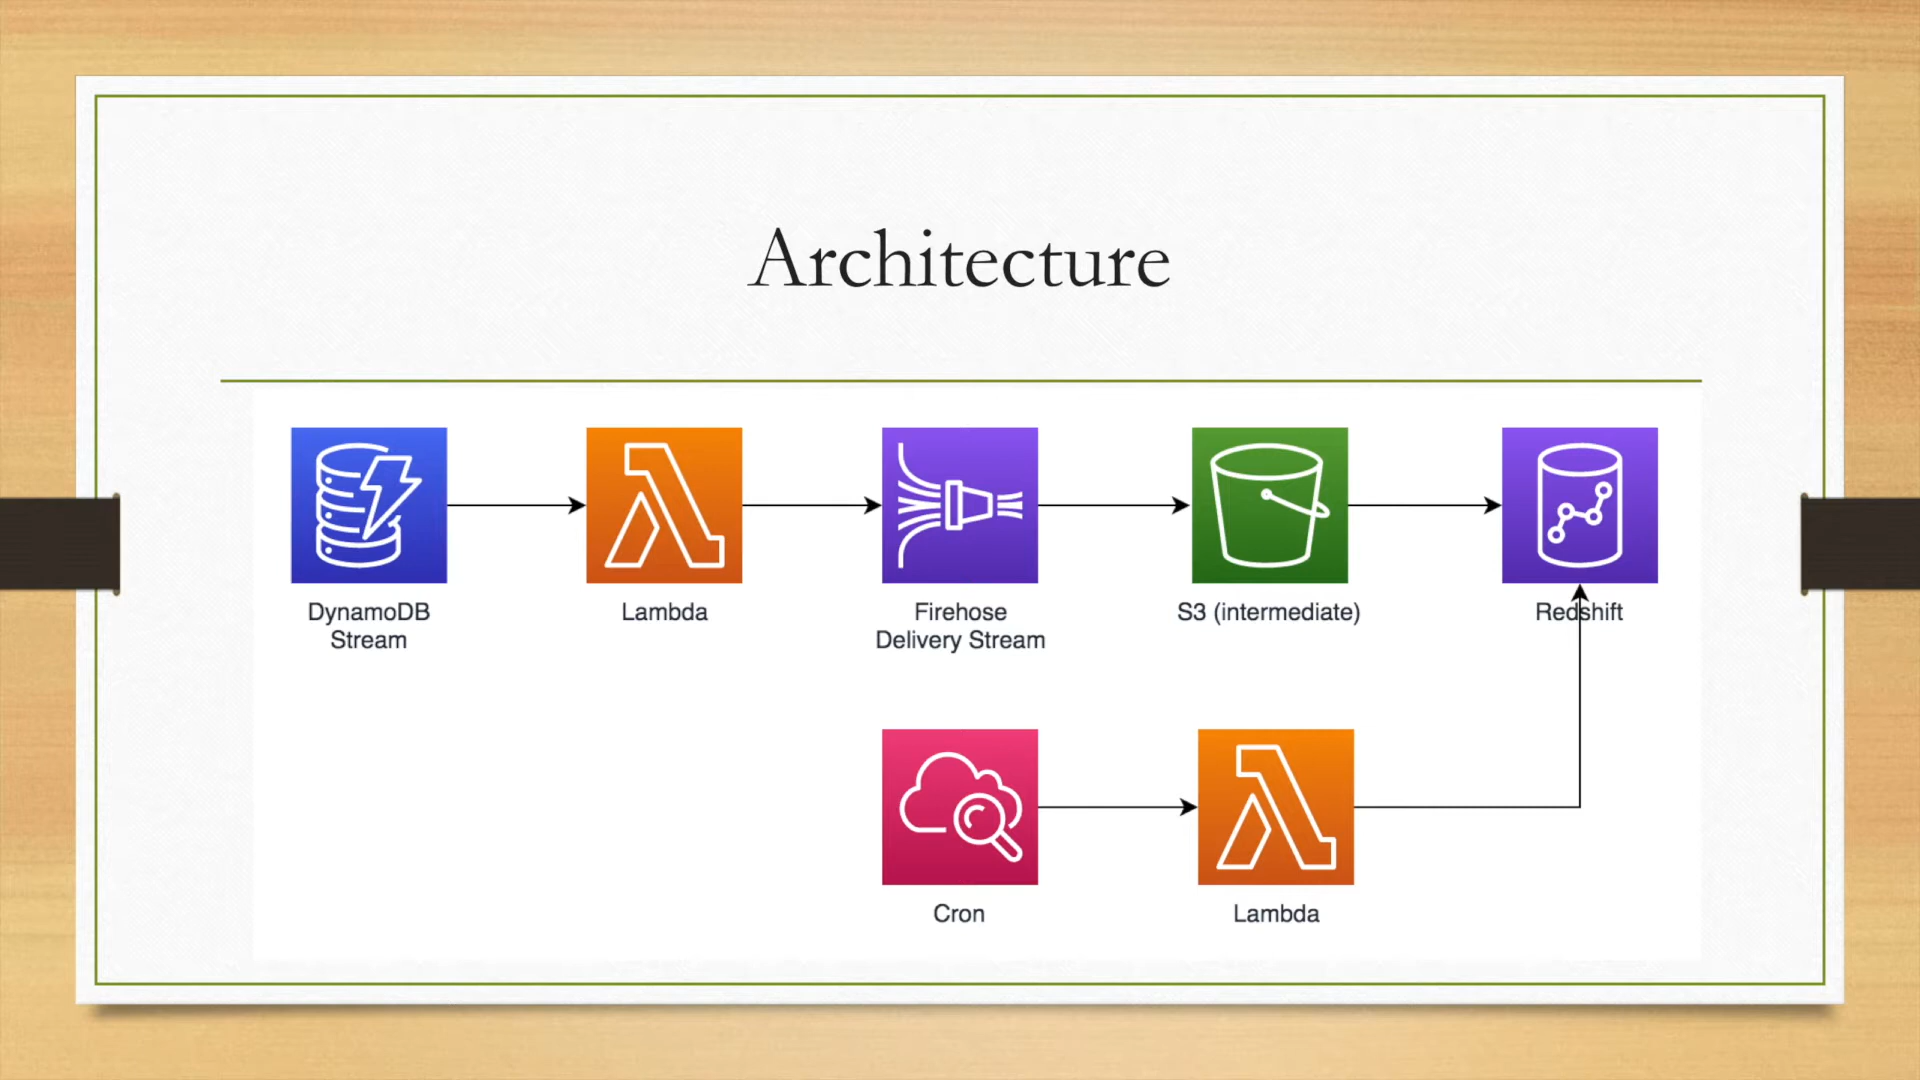 Architecture
DynamoDB
Stream
Lambda
Firehose
Delivery Stream
S3 (intermediate)
Redshift
Cron
Lambda